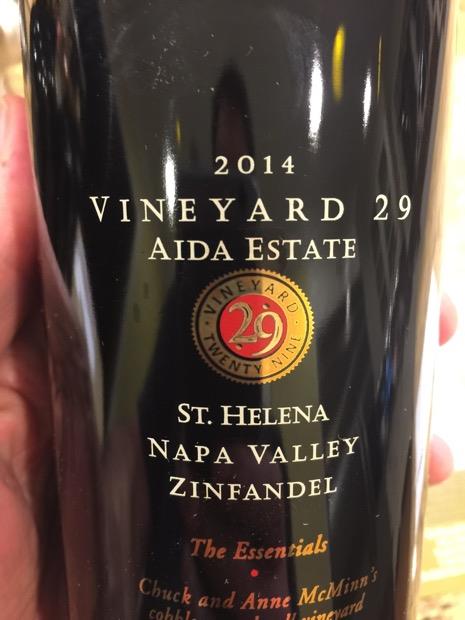 2014
VINEYARD 29
AIDA ESTATE
VINEYARD
29
TWENTY NINE
ST. HELENA
NAPA VALLEY
ZINFANDEL
The Essentials
Chuck and Anne McMinn's
vineyard